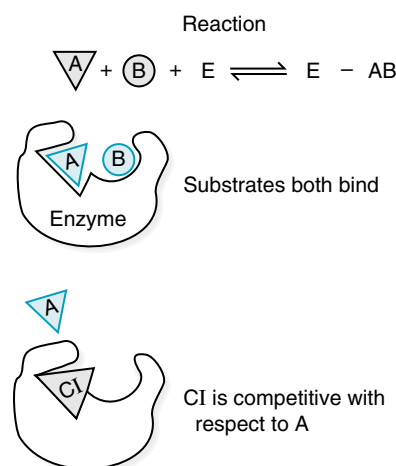 Reaction
A + B + E ⇌ E – AB
A B
Enzyme
Substrates both bind
A
CI
CI is competitive with
respect to A